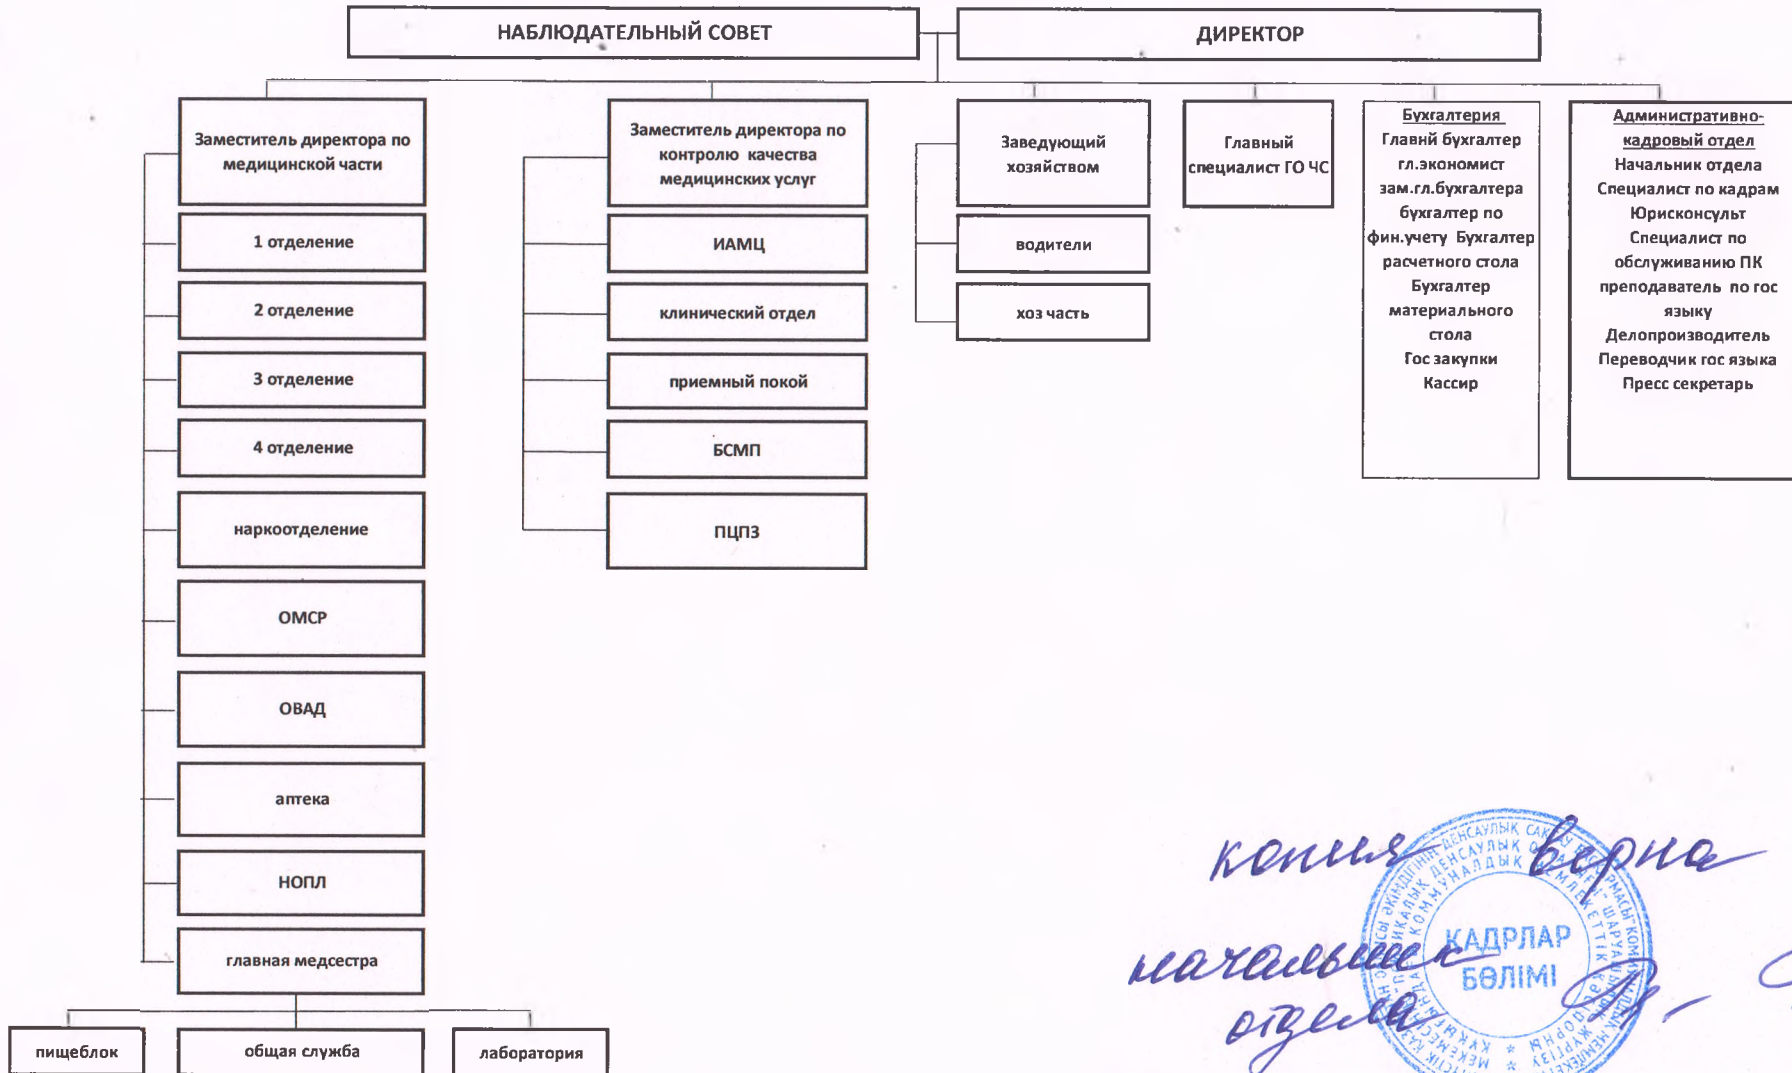 НАБЛЮДАТЕЛЬНЫЙ СОВЕТ
ДИРЕКТОР
Заместитель директора по
медицинской части
1 отделение
2 отделение
3 отделение
4 отделение
наркоотделение
ОМСР
ОВАД
аптека
НОПЛ
главная медсестра
пищеблок
общая служба
лаборатория
Заместитель директора по
контролю качества
медицинских услуг
ИАМЦ
клинический отдел
приемный покой
БСМП
ПЦПЗ
Заведующий
хозяйством
водители
хоз часть
Главный
специалист ГО ЧС
Бухгалтерия
Главнй бухгалтер
гл.экономист
зам.гл.бухгалтера
бухгалтер по
фин.учету Бухгалтер
расчетного стола
Бухгалтер
материального
стола
Гос закупки
Кассир
Административно-
кадровый отдел
Начальник отдела
Специалист по кадрам
Юрисконсульт
Специалист по
обслуживанию ПК
преподаватель по гос
языку
Делопроизводитель
Переводчик гос языка
Пресс секретарь
копия верна
начальник
отдела
КАДРЛАР
БӨЛІМІ